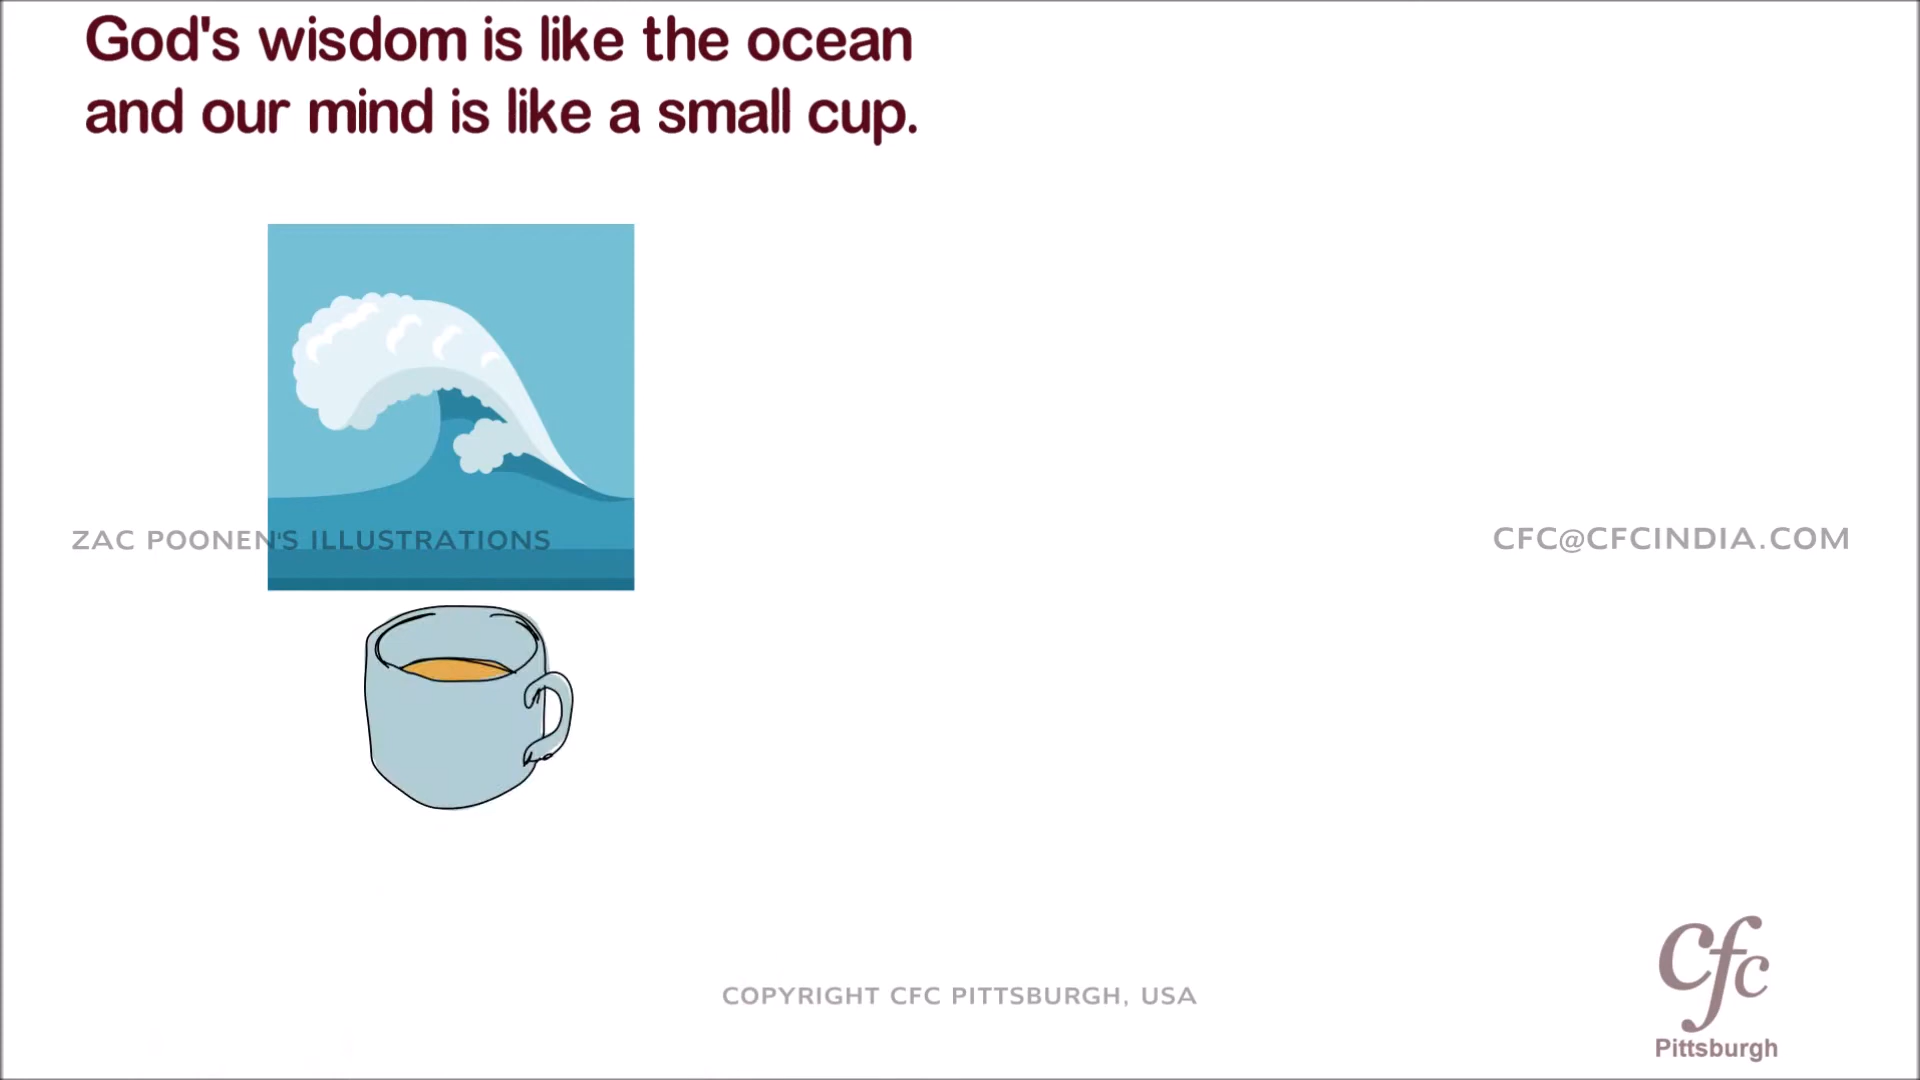 God's wisdom is like the ocean
and our mind is like a small cup.
ZAC POONEN'S ILLUSTRATIONS
CFC@CFCINDIA.COM
COPYRIGHT CFC PITTSBURGH, USA
cfc
Pittsburgh